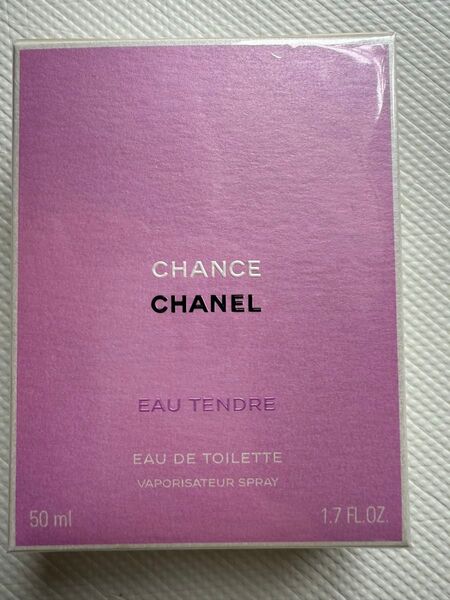 CHANCE
CHANEL
EAU TENDRE
EAU DE TOILETTE
VAPORISATEUR SPRAY
50 ml 1.7 FL.OZ.